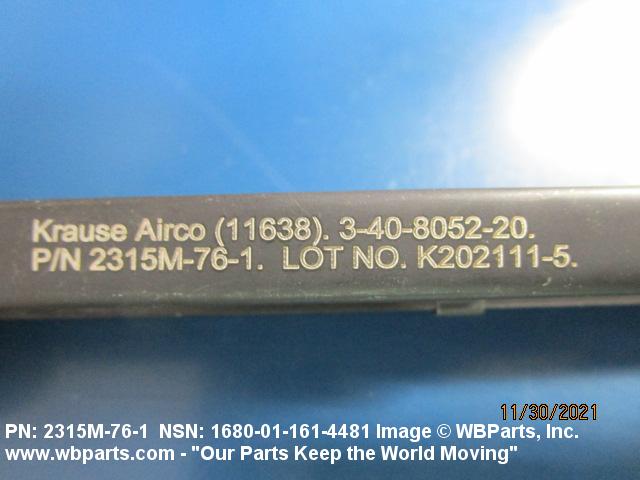 Krause Airco (11638). 3-40-8052-20.
P/N 2315M-76-1. LOT NO. K202111-5.
11/30/2021
PN: 2315M-76-1 NSN: 1680-01-161-4481 Image © WBParts, Inc.
www.wbparts.com - "Our Parts Keep the World Moving"